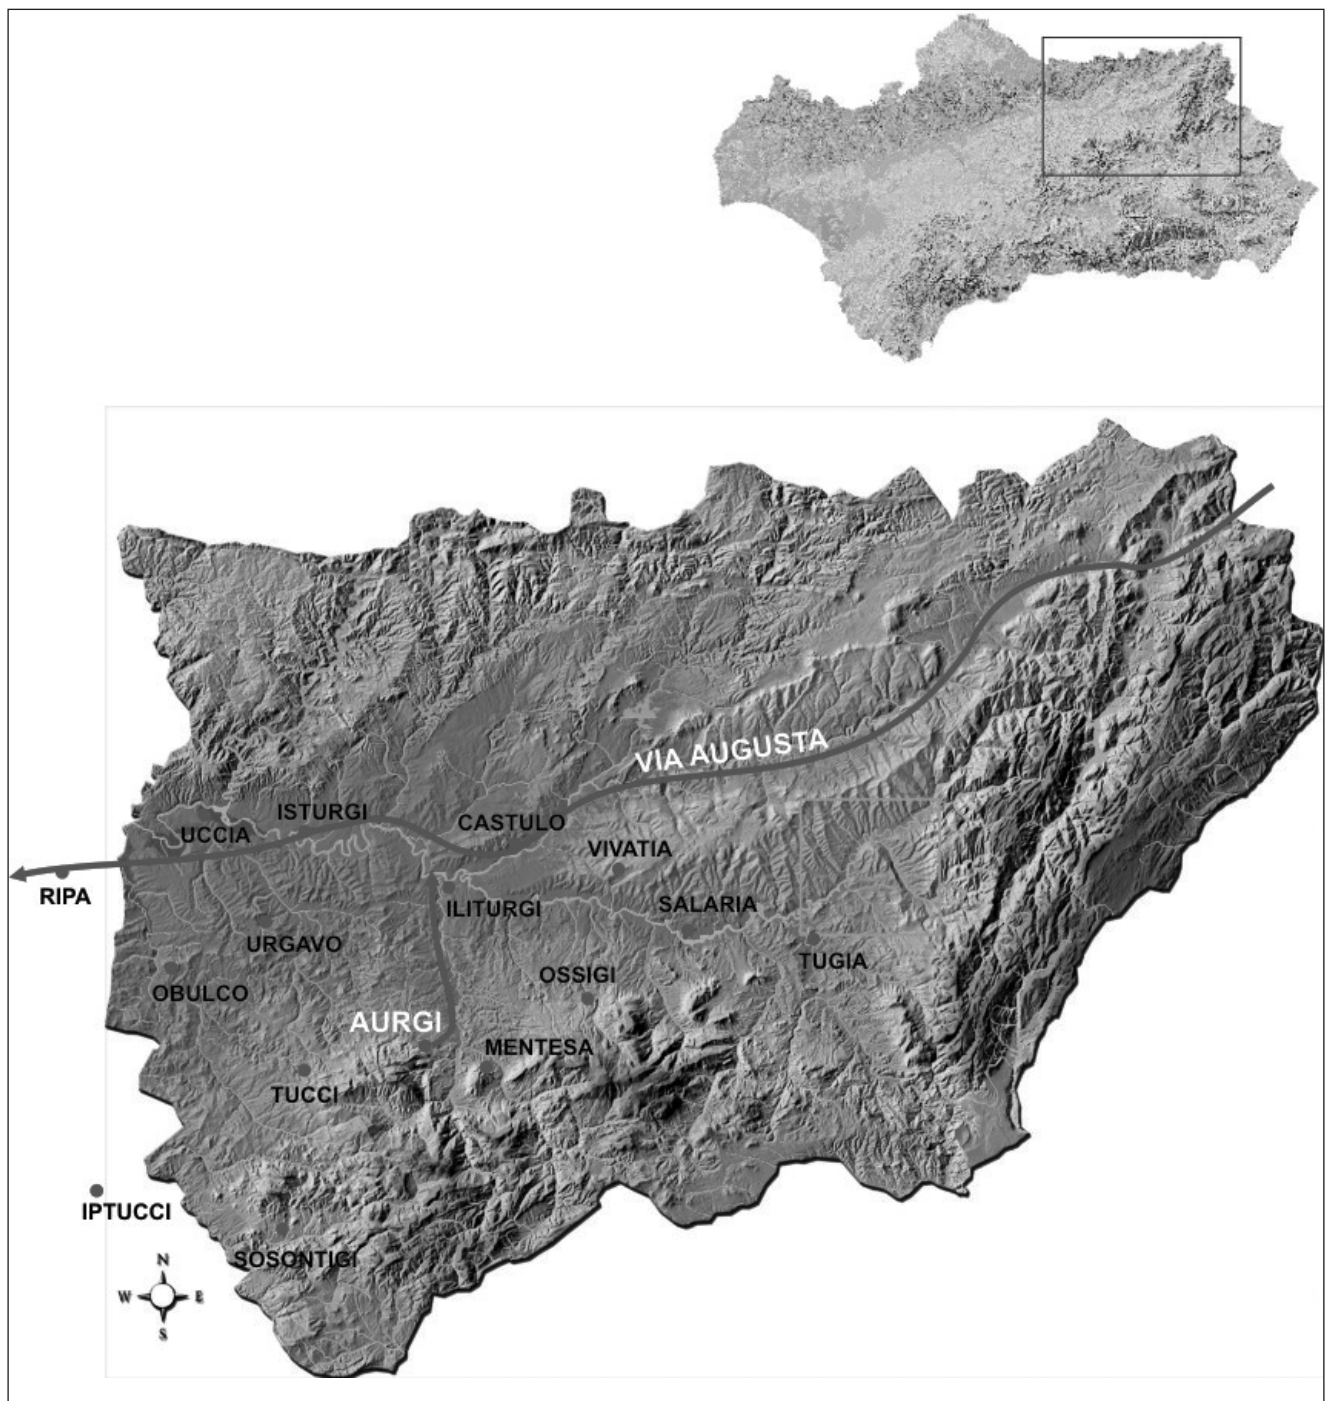 VIA AUGUSTA
ISTURGI
UCCIA
CASTULO
VIVATIA
RIPA
ILITURGI
SALARIA
URGAVO
TUGIA
OSSIGI
OBULCO
AURGI
MENTESA
TUCCI
IPTUCCI
SOSONTIGI
N
W E
S